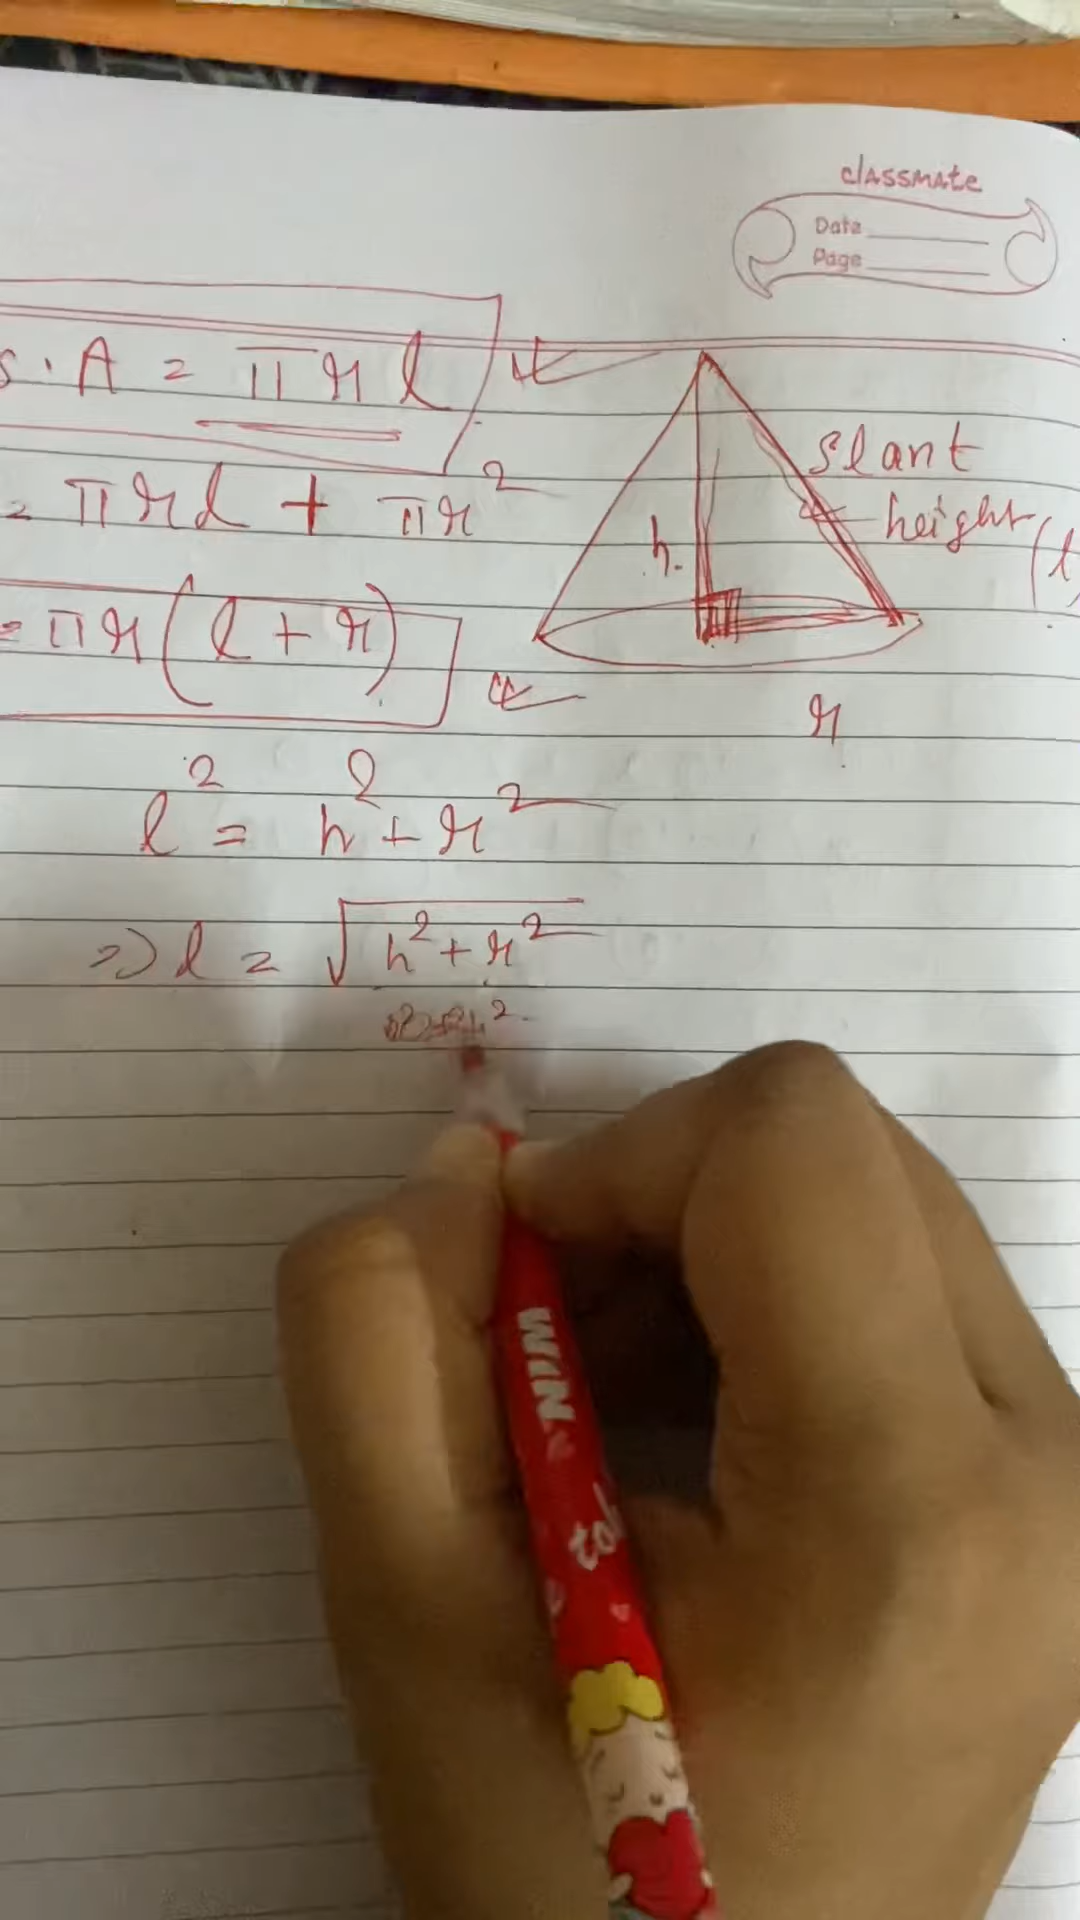 classmate
Date
Page
S.A = πrl
= πrl + πr²
= πr(l + r)
slant
height
(l)
h
r
l² = h² + r²
=> l = √(h² + r²)
WIN